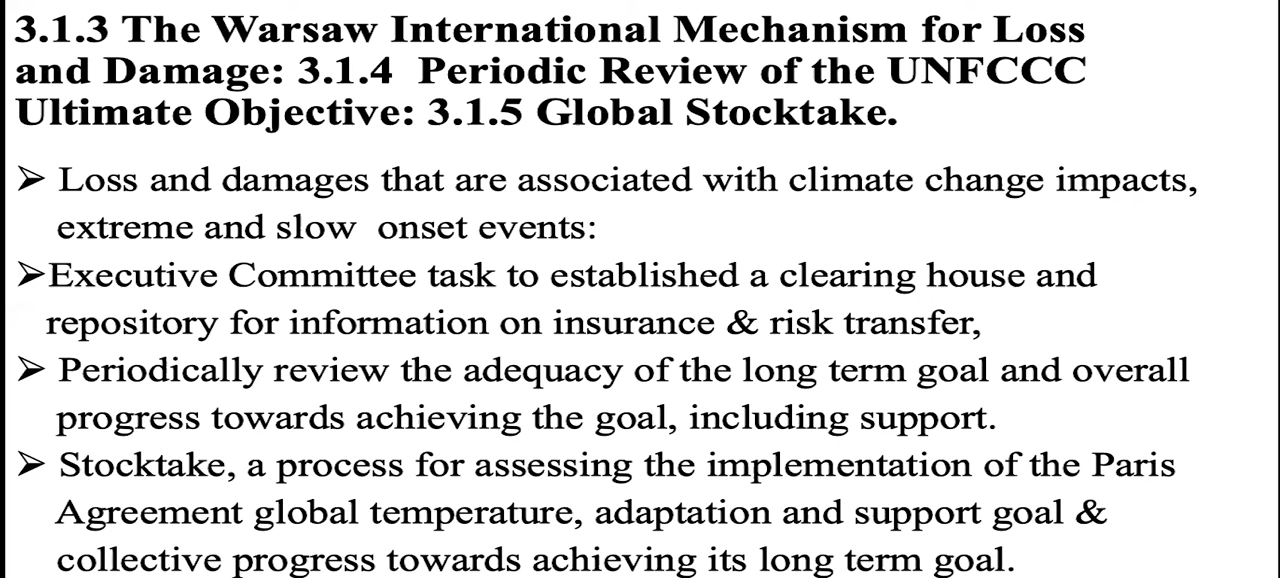 3.1.3 The Warsaw International Mechanism for Loss
and Damage: 3.1.4 Periodic Review of the UNFCCC
Ultimate Objective: 3.1.5 Global Stocktake.
➢ Loss and damages that are associated with climate change impacts,
extreme and slow onset events:
➢Executive Committee task to established a clearing house and
repository for information on insurance & risk transfer,
➢ Periodically review the adequacy of the long term goal and overall
progress towards achieving the goal, including support.
➢ Stocktake, a process for assessing the implementation of the Paris
Agreement global temperature, adaptation and support goal &
collective progress towards achieving its long term goal.